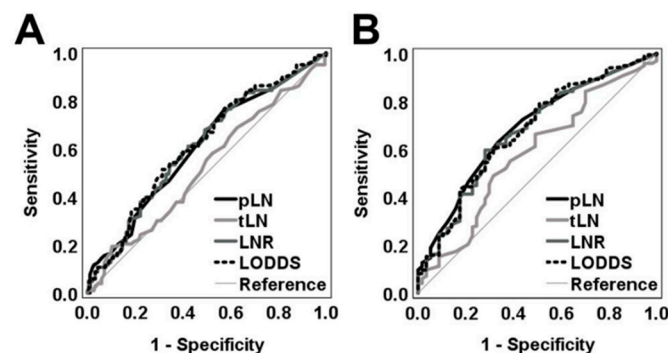 A
Sensitivity
1.0
0.8
0.6
0.4
0.2
0.0
pLN
tLN
LNR
LODDS
Reference
0.0 0.2 0.4 0.6 0.8 1.0
1 - Specificity
B
Sensitivity
1.0
0.8
0.6
0.4
0.2
0.0
pLN
tLN
LNR
LODDS
Reference
0.0 0.2 0.4 0.6 0.8 1.0
1 - Specificity